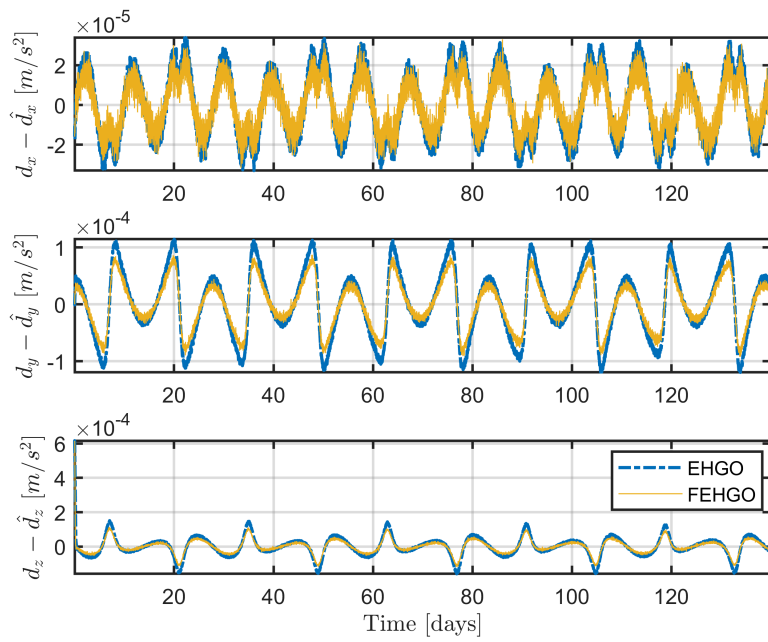 ×10⁻⁵
2
0
-2
d_x − d̂_x [m/s²]
20 40 60 80 100 120
×10⁻⁴
1
0
-1
d_y − d̂_y [m/s²]
20 40 60 80 100 120
×10⁻⁴
6
4
2
0
d_z − d̂_z [m/s²]
EHGO
FEHGO
20 40 60 80 100 120
Time [days]